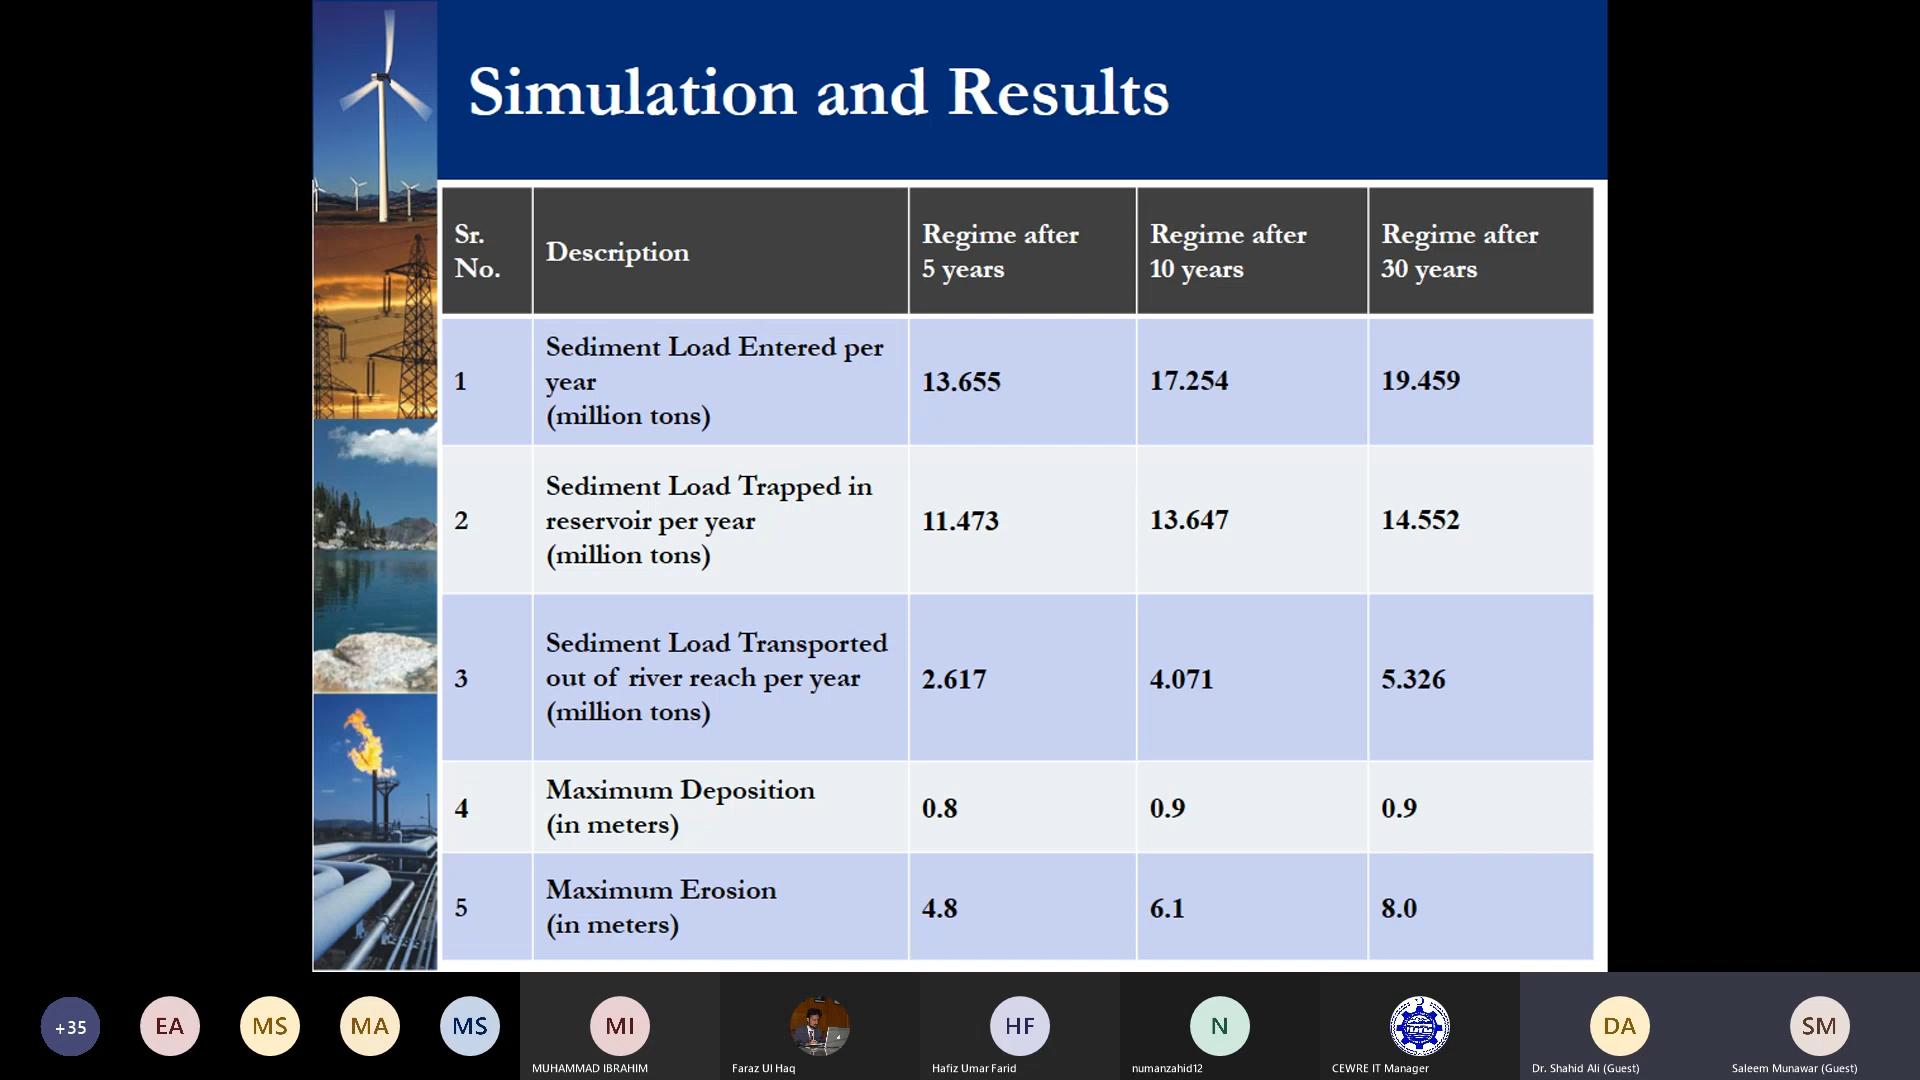 Simulation and Results
Sr.
No.
Description
Regime after
5 years
Regime after
10 years
Regime after
30 years
1
Sediment Load Entered per
year
(million tons)
13.655
17.254
19.459
2
Sediment Load Trapped in
reservoir per year
(million tons)
11.473
13.647
14.552
3
Sediment Load Transported
out of river reach per year
(million tons)
2.617
4.071
5.326
4
Maximum Deposition
(in meters)
0.8
0.9
0.9
5
Maximum Erosion
(in meters)
4.8
6.1
8.0
+35
EA
MS
MA
MS
MI
HF
N
DA
SM
MUHAMMAD IBRAHIM
Faraz Ul Haq
Hafiz Umar Farid
numanzahid12
CEWRE IT Manager
Dr. Shahid Ali (Guest)
Saleem Munawar (Guest)